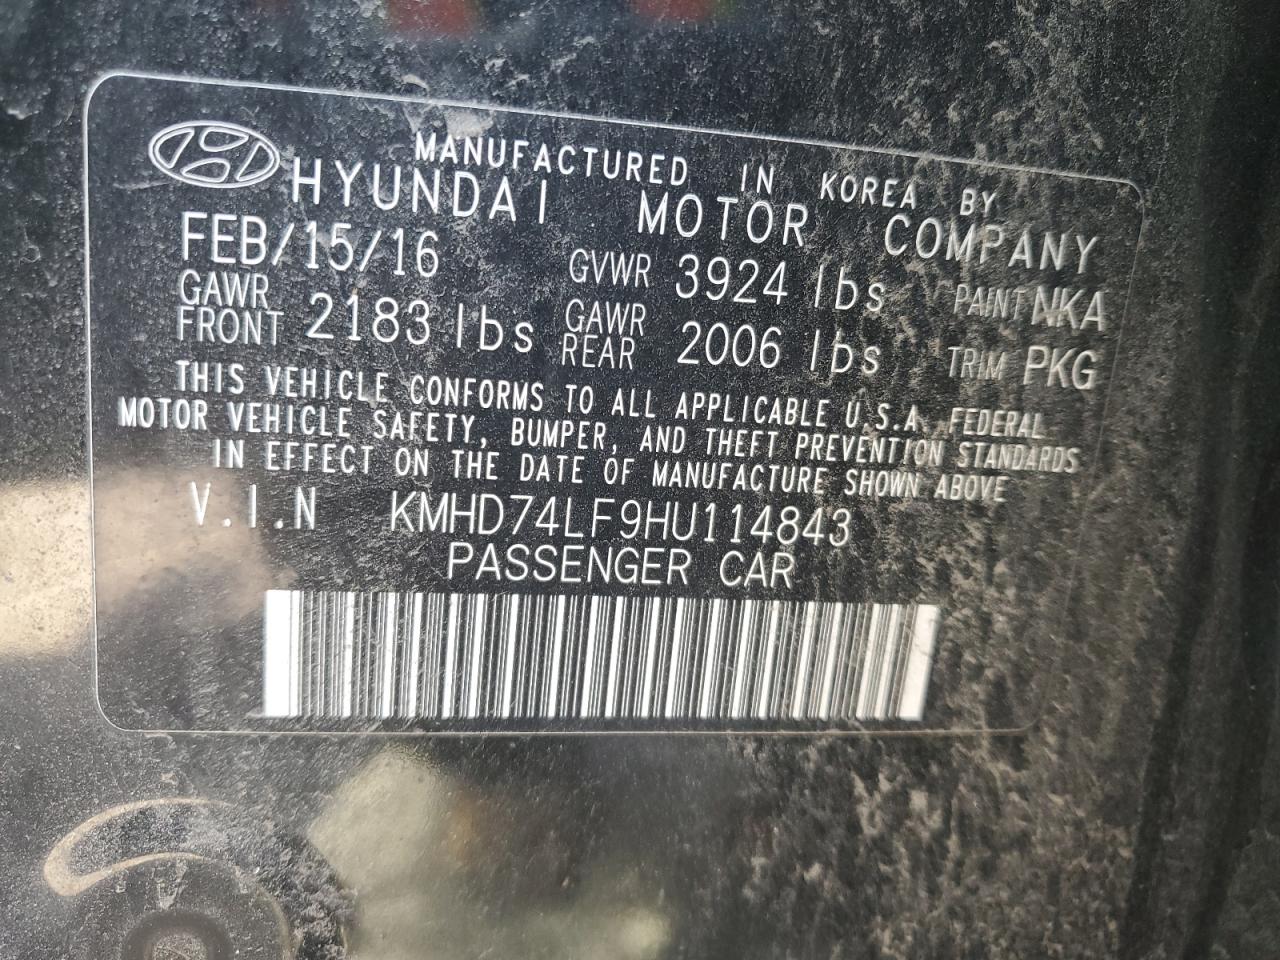 MANUFACTURED IN KOREA BY
HYUNDAI MOTOR COMPANY
FEB/15/16 GVWR 3924 lbs PAINT NKA
GAWR FRONT 2183 lbs GAWR REAR 2006 lbs TRIM PKG
THIS VEHICLE CONFORMS TO ALL APPLICABLE U.S.A. FEDERAL
MOTOR VEHICLE SAFETY, BUMPER, AND THEFT PREVENTION STANDARDS
IN EFFECT ON THE DATE OF MANUFACTURE SHOWN ABOVE
V.I.N KMHD74LF9HU114843
PASSENGER CAR